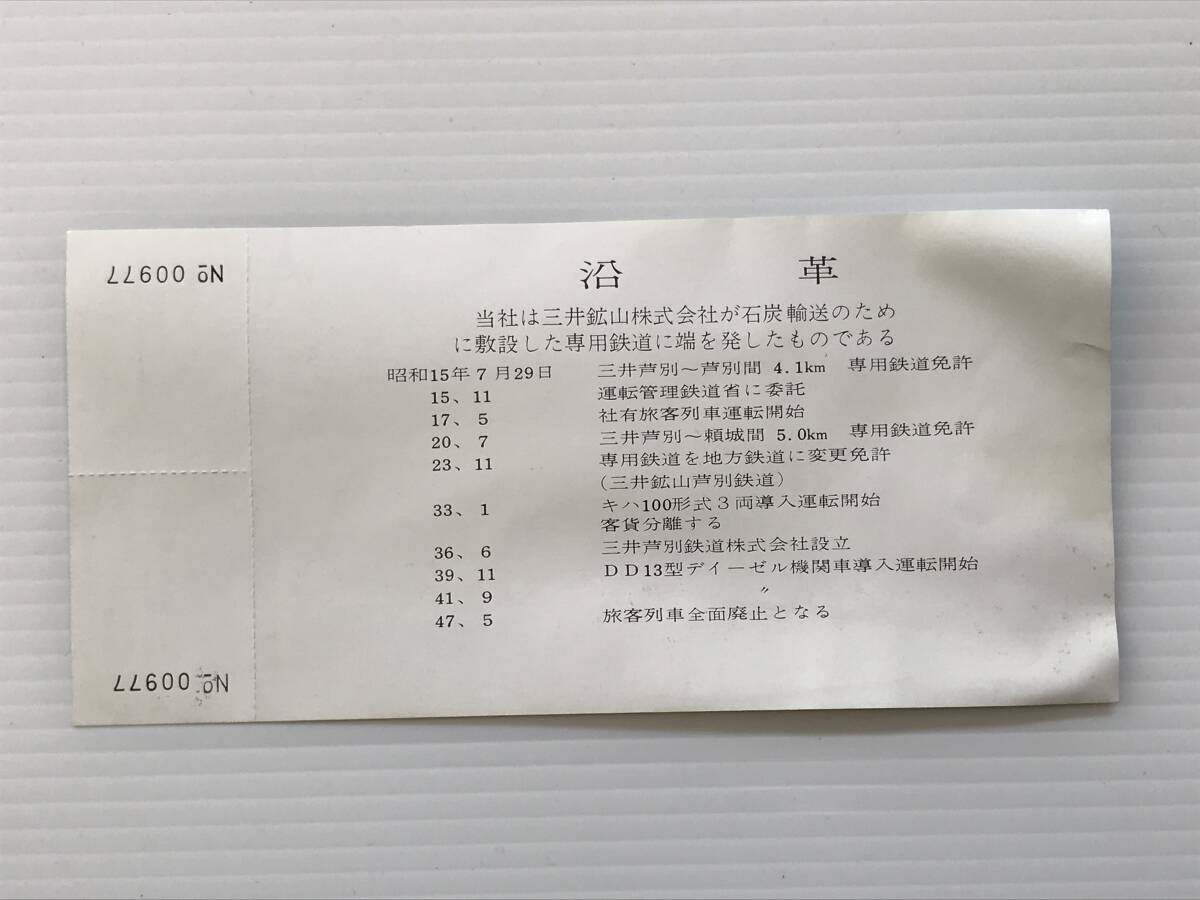 № 00977
沿革
当社は三井鉱山株式会社が石炭輸送のため
に敷設した専用鉄道に端を発したものである
昭和15年7月29日 三井芦別～芦別間 4.1km 専用鉄道免許
15、11 運転管理鉄道省に委託
17、5 社有旅客列車運転開始
20、7 三井芦別～頼城間 5.0km 専用鉄道免許
23、11 専用鉄道を地方鉄道に変更免許
(三井鉱山芦別鉄道)
33、1 キハ100形式3両導入運転開始
客貨分離する
36、6 三井芦別鉄道株式会社設立
39、11 DD13型デイーゼル機関車導入運転開始
41、9 〃
47、5 旅客列車全面廃止となる
№ 00977